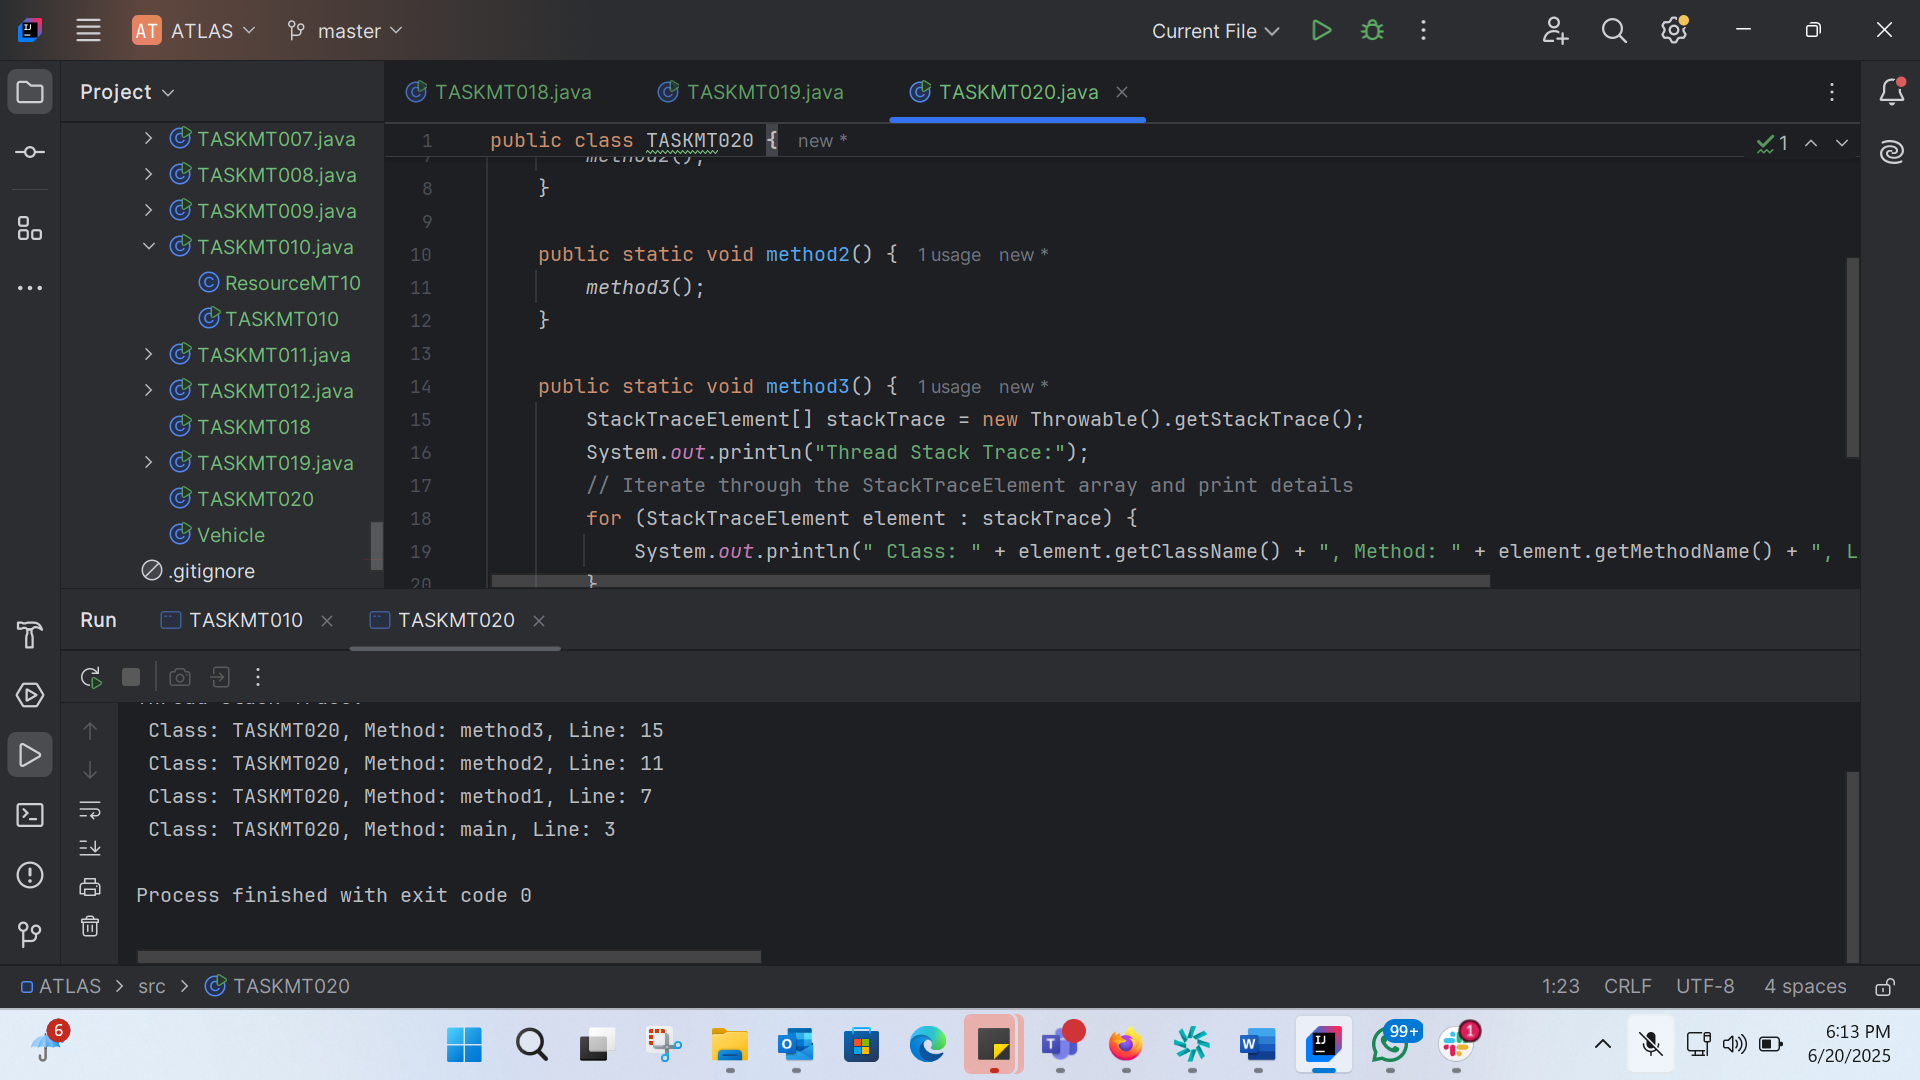 AT ATLAS master Current File
Project
TASKMT018.java TASKMT019.java TASKMT020.java
TASKMT007.java
TASKMT008.java
TASKMT009.java
TASKMT010.java
ResourceMT10
TASKMT010
TASKMT011.java
TASKMT012.java
TASKMT018
TASKMT019.java
TASKMT020
Vehicle
.gitignore
1 public class TASKMT020 { new *
1
7 method2();
8 }
9
10 public static void method2() { 1 usage new *
11 method3();
12 }
13
14 public static void method3() { 1 usage new *
15 StackTraceElement[] stackTrace = new Throwable().getStackTrace();
16 System.out.println("Thread Stack Trace:");
17 // Iterate through the StackTraceElement array and print details
18 for (StackTraceElement element : stackTrace) {
19 System.out.println(" Class: " + element.getClassName() + ", Method: " + element.getMethodName() + ", L
20 }
Run TASKMT010 TASKMT020
Thread Stack Trace:
Class: TASKMT020, Method: method3, Line: 15
Class: TASKMT020, Method: method2, Line: 11
Class: TASKMT020, Method: method1, Line: 7
Class: TASKMT020, Method: main, Line: 3
Process finished with exit code 0
ATLAS > src > TASKMT020 1:23 CRLF UTF-8 4 spaces
6
99+
1
6:13 PM
6/20/2025